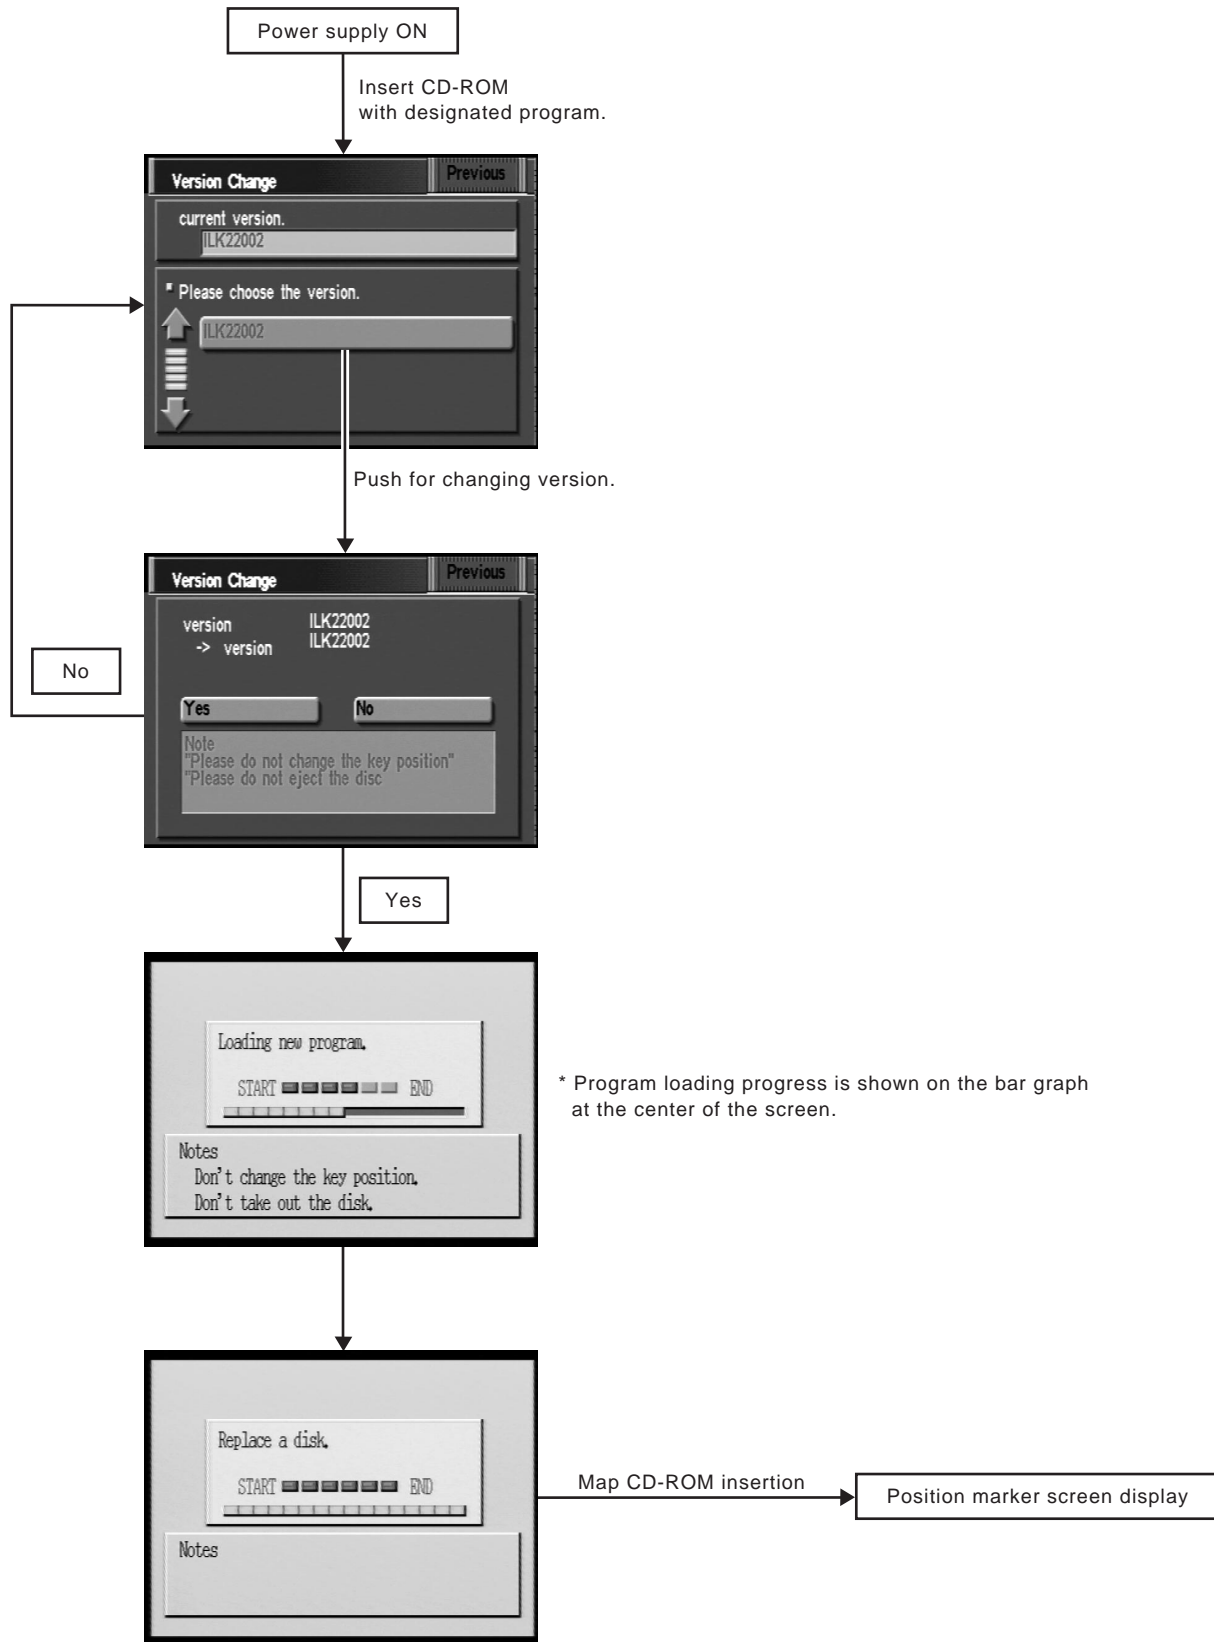 Power supply ON
Insert CD-ROM
with designated program.
Version Change
Previous
current version.
ILK22002
Please choose the version.
ILK22002
Push for changing version.
Version Change
Previous
version ILK22002
-> version ILK22002
No
Yes No
Note
"Please do not change the key position"
"Please do not eject the disc
Yes
Loading new program.
START END
* Program loading progress is shown on the bar graph
at the center of the screen.
Notes
Don't change the key position.
Don't take out the disk.
Replace a disk.
START END
Map CD-ROM insertion
Position marker screen display
Notes